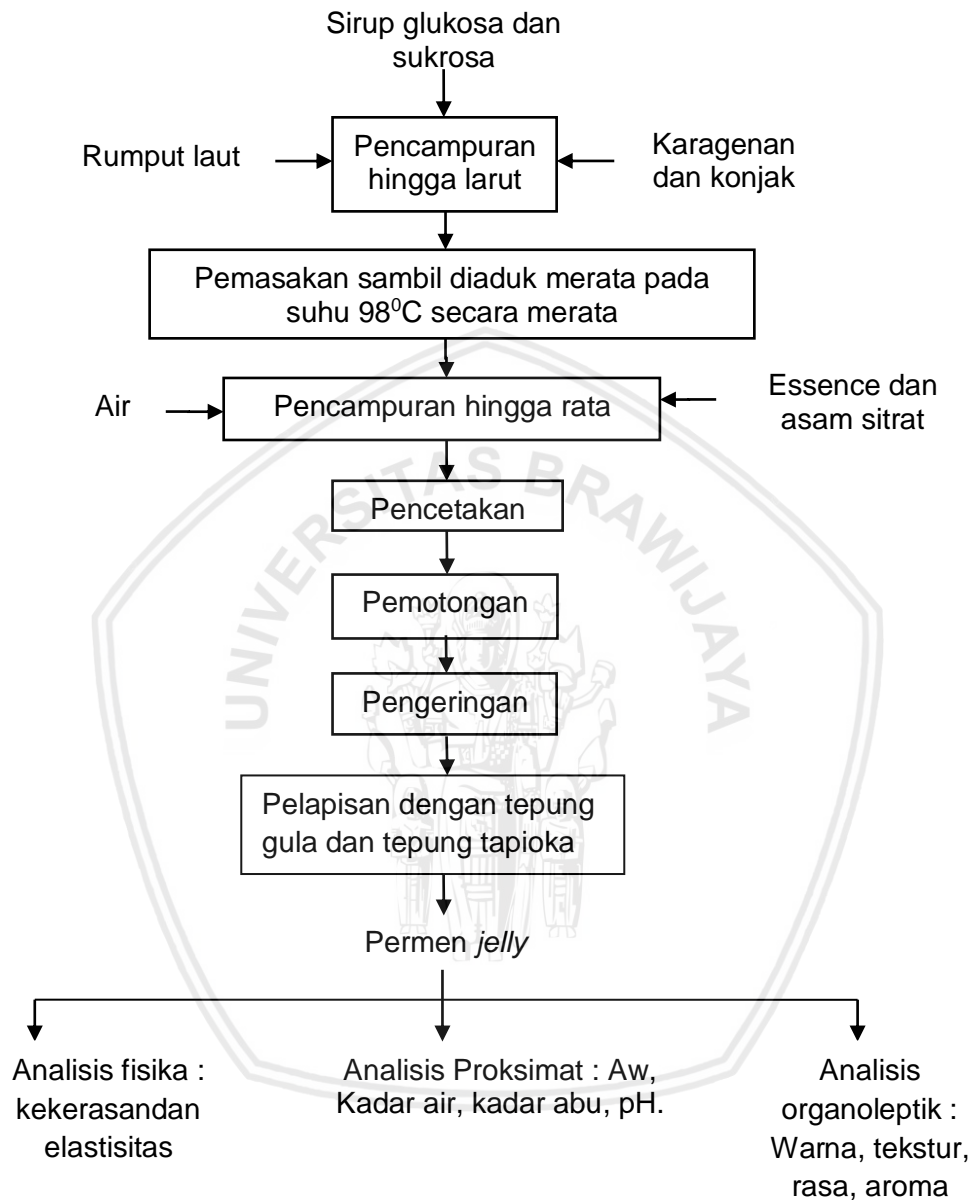 Sirup glukosa dan
sukrosa
Rumput laut
Pencampuran
hingga larut
Karagenan
dan konjak
Pemasakan sambil diaduk merata pada
suhu 98⁰C secara merata
Air
Pencampuran hingga rata
Essence dan
asam sitrat
UNIVERSITAS BRAWIJAYA
Pencetakan
Pemotongan
Pengeringan
Pelapisan dengan tepung
gula dan tepung tapioka
Permen jelly
Analisis fisika :
kekerasandan
elastisitas
Analisis Proksimat : Aw,
Kadar air, kadar abu, pH.
Analisis
organoleptik :
Warna, tekstur,
rasa, aroma